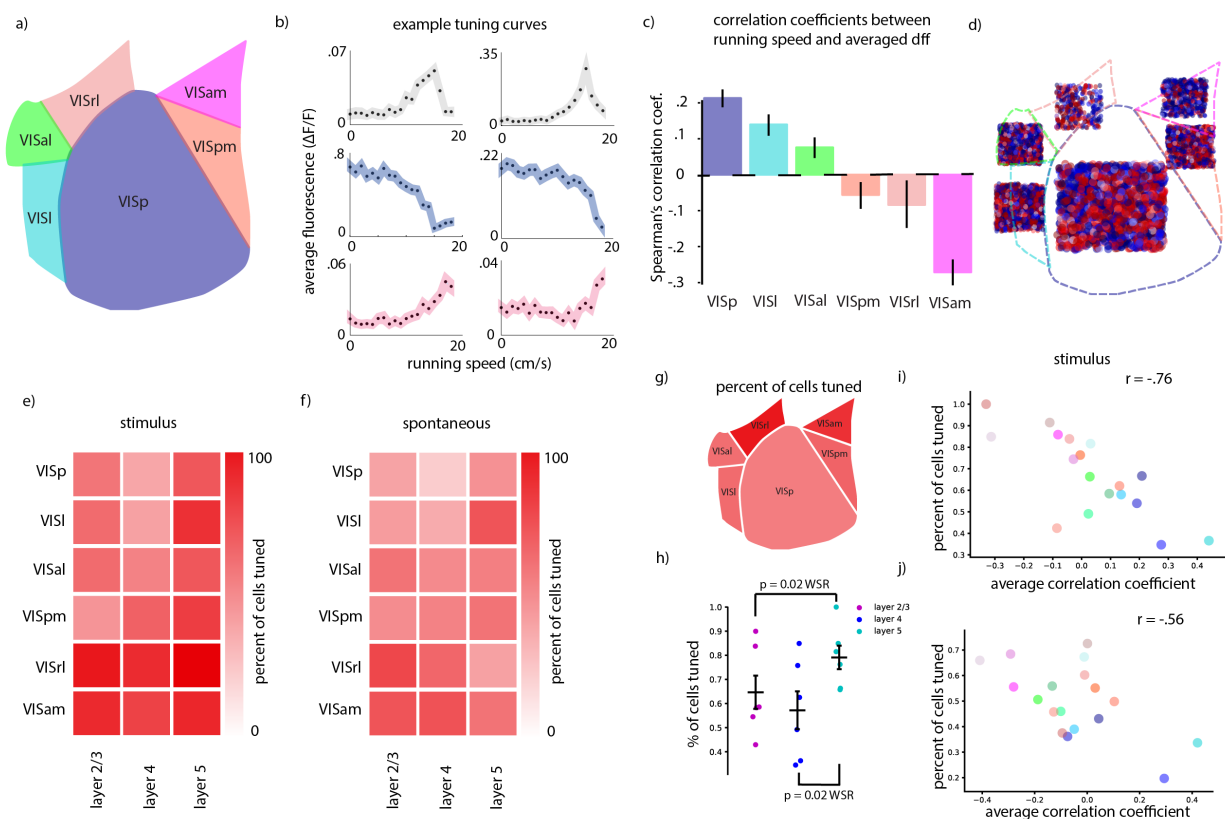 a)
VISrl
VISam
VISal
VISpm
VISl
VISp
b)
example tuning curves
.07
0
0
20
.35
0
0
20
.8
0
0
20
.22
0
0
20
.06
0
0
20
.04
0
0
20
average fluorescence (ΔF/F)
running speed (cm/s)
c)
correlation coefficients between
running speed and averaged dff
Spearman's correlation coef.
.2
.1
0
-.1
-.2
-.3
VISp
VISl
VISal
VISpm
VISrl
VISam
d)
e)
stimulus
VISp
VISl
VISal
VISpm
VISrl
VISam
layer 2/3
layer 4
layer 5
100
percent of cells tuned
0
f)
spontaneous
VISp
VISl
VISal
VISpm
VISrl
VISam
layer 2/3
layer 4
layer 5
100
percent of cells tuned
0
g)
percent of cells tuned
VISrl
VISam
VISal
VISpm
VISl
VISp
h)
p = 0.02 WSR
layer 2/3
layer 4
layer 5
% of cells tuned
1.0
0.9
0.8
0.7
0.6
0.5
0.4
p = 0.02 WSR
i)
stimulus
r = -.76
percent of cells tuned
1.0
0.9
0.8
0.7
0.6
0.5
0.4
0.3
−0.3
−0.2
−0.1
0.0
0.1
0.2
0.3
0.4
average correlation coefficient
j)
r = -.56
percent of cells tuned
0.7
0.6
0.5
0.4
0.3
0.2
−0.4
−0.2
0.0
0.2
0.4
average correlation coefficient